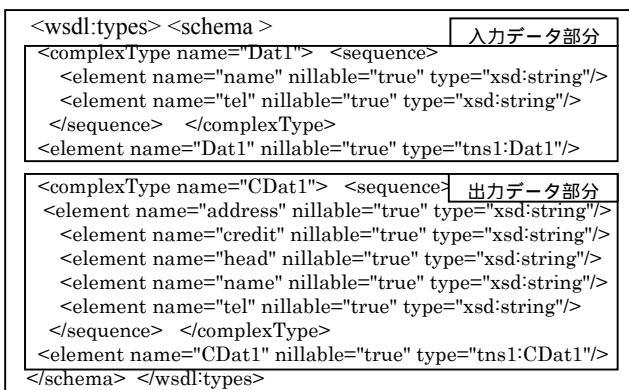 <wsdl:types> <schema >
入力データ部分
<complexType name="Dat1">   <sequence>
<element name="name" nillable="true" type="xsd:string"/>
<element name="tel" nillable="true" type="xsd:string"/>
</sequence>    </complexType>
<element name="Dat1" nillable="true" type="tns1:Dat1"/>
<complexType name="CDat1">   <sequence>
出力データ部分
<element name="address" nillable="true" type="xsd:string"/>
<element name="credit" nillable="true" type="xsd:string"/>
<element name="head" nillable="true" type="xsd:string"/>
<element name="name" nillable="true" type="xsd:string"/>
<element name="tel" nillable="true" type="xsd:string"/>
</sequence>   </complexType>
<element name="CDat1" nillable="true" type="tns1:CDat1"/>
</schema>  </wsdl:types>